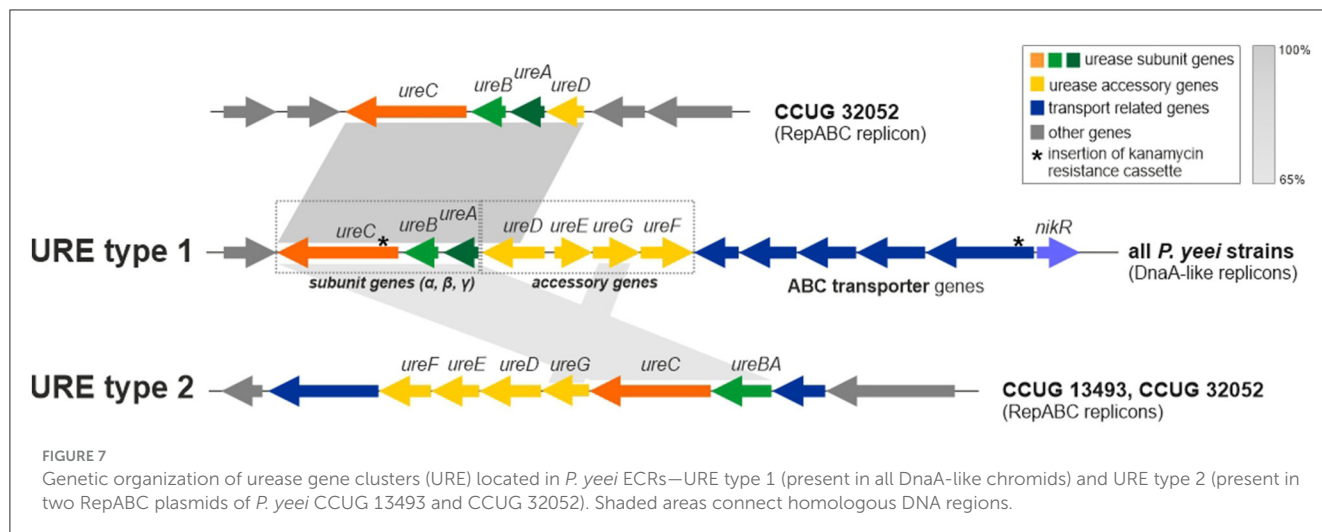 ureC
ureB
ureA
ureD
CCUG 32052
(RepABC replicon)
urease subunit genes
urease accessory genes
transport related genes
other genes
* insertion of kanamycin
resistance cassette
100%
65%
URE type 1
ureC
*
ureB
ureA
ureD
ureE
ureG
ureF
*
nikR
subunit genes (α, β, γ)
accessory genes
ABC transporter genes
all P. yeei strains
(DnaA-like replicons)
URE type 2
ureF
ureE
ureD
ureG
ureC
ureBA
CCUG 13493, CCUG 32052
(RepABC replicons)
FIGURE 7
Genetic organization of urease gene clusters (URE) located in P. yeei ECRs—URE type 1 (present in all DnaA-like chromids) and URE type 2 (present in
two RepABC plasmids of P. yeei CCUG 13493 and CCUG 32052). Shaded areas connect homologous DNA regions.